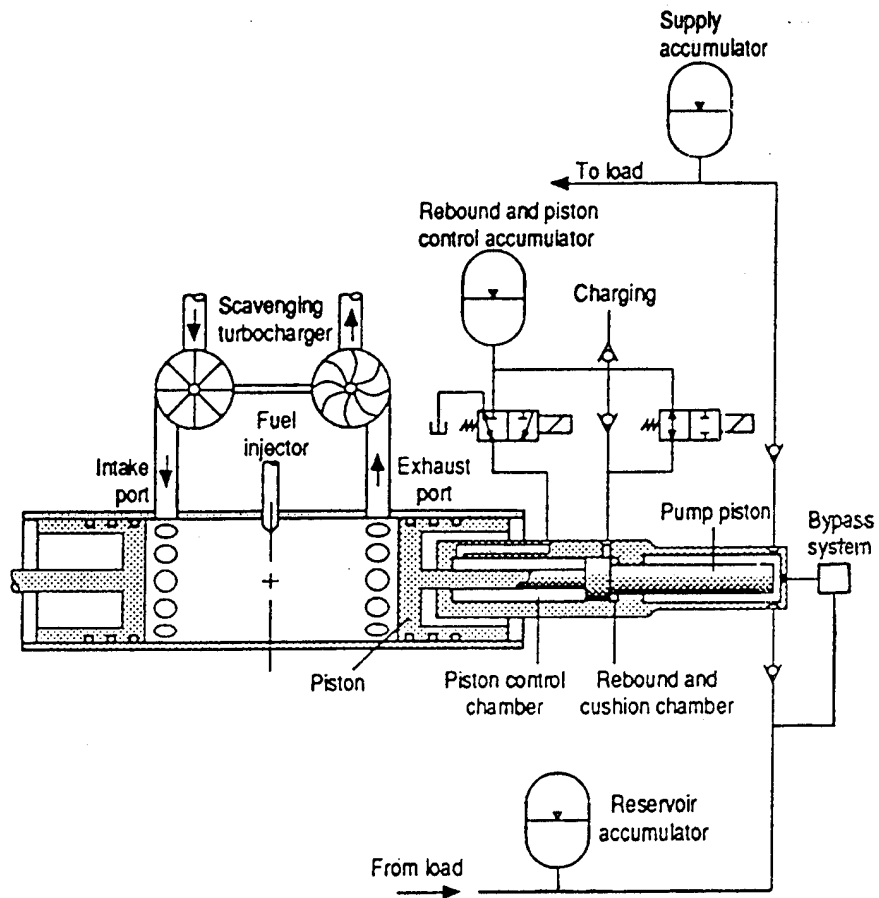 Supply
accumulator
To load
Rebound and piston
control accumulator
Charging
Scavenging
turbocharger
Fuel
injector
Intake
port
Exhaust
port
Pump piston
Bypass
system
Piston
Piston control
chamber
Rebound and
cushion chamber
Reservoir
accumulator
From load